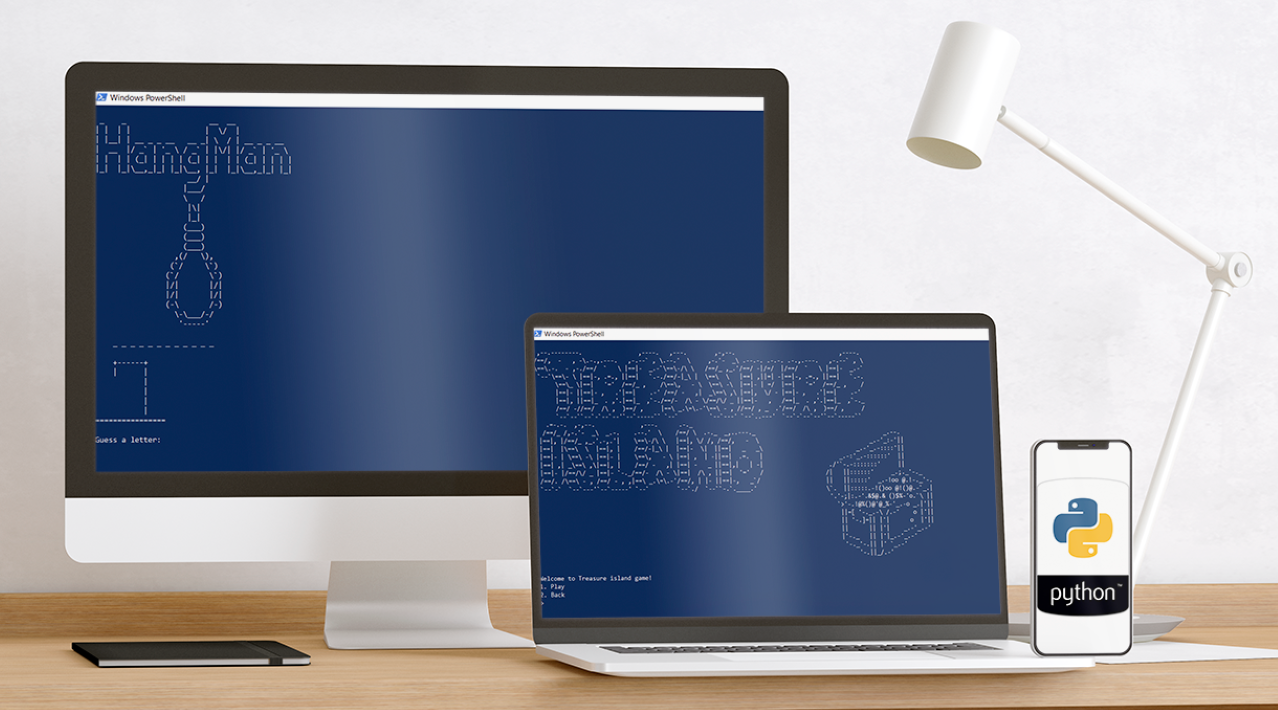 Windows PowerShell
HangMan
Guess a letter:
Windows PowerShell
TREASURE
ISLAND
Welcome to Treasure island game!
1. Play
2. Back
>
python™